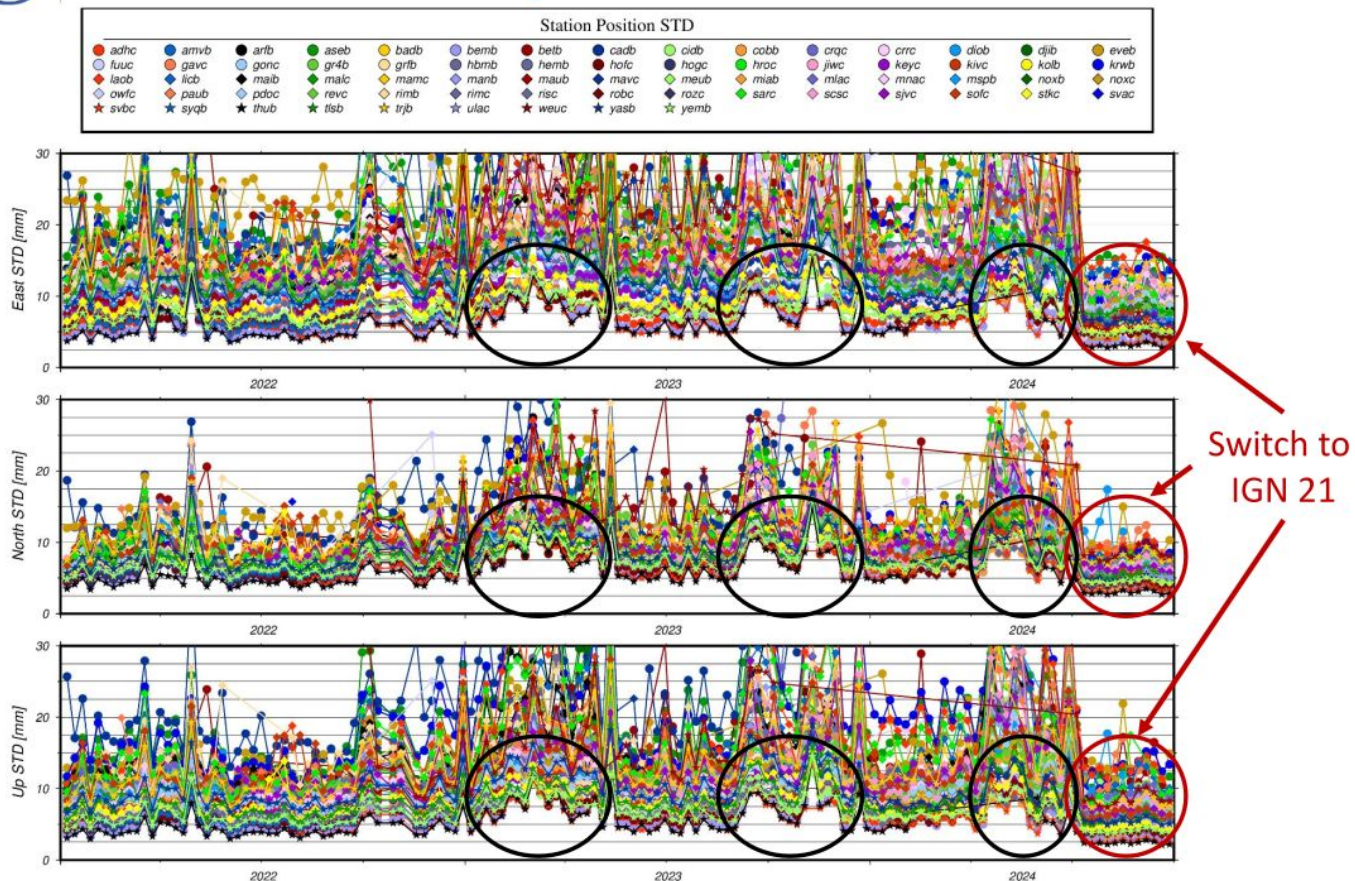 Station Position STD
adhc amvb arfb aseb badb bemb betb cadb cidb cobb crqc crrc diob djib eveb
fuuc gavc gonc gr4b grfb hbmb hemb hofc hogc hroc jiwc keyc kivc kolb krwb
laob licb maib malc mamc manb maub mavc meub miab mlac mnac mspb noxb noxc
owfc paub pdoc revc rimb rimc risc robc rozc sarc scsc sjvc sofc stkc svac
svbc syqb thub tlsb trjb ulac weuc yasb yemb
30
20
10
0
East STD [mm]
2022 2023 2024
30
20
10
0
North STD [mm]
2022 2023 2024
30
20
10
0
Up STD [mm]
2022 2023 2024
Switch to
IGN 21